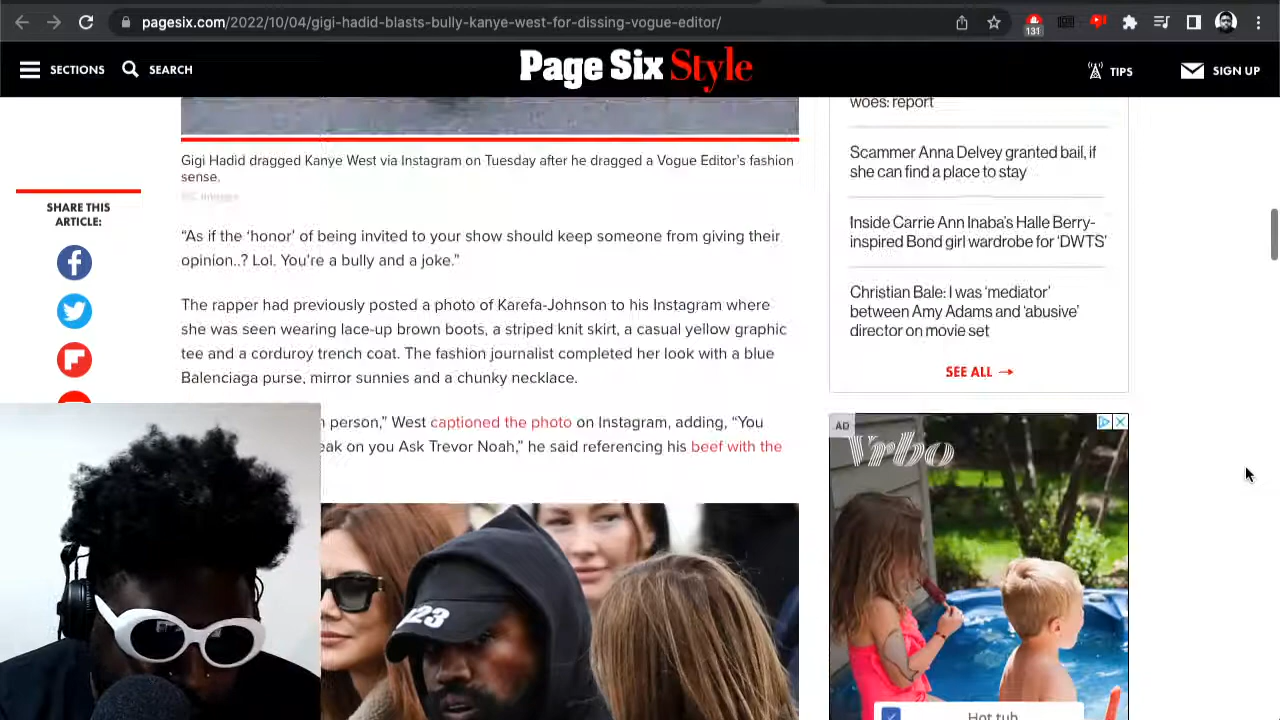 pagesix.com/2022/10/04/gigi-hadid-blasts-bully-kanye-west-for-dissing-vogue-editor/
131
SECTIONS
SEARCH
Page Six Style
TIPS
SIGN UP
Gigi Hadid dragged Kanye West via Instagram on Tuesday after he dragged a Vogue Editor's fashion
sense.
SHARE THIS
ARTICLE:
“As if the ‘honor’ of being invited to your show should keep someone from giving their
opinion..? Lol. You’re a bully and a joke.”
The rapper had previously posted a photo of Karefa-Johnson to his Instagram where
she was seen wearing lace-up brown boots, a striped knit skirt, a casual yellow graphic
tee and a corduroy trench coat. The fashion journalist completed her look with a blue
Balenciaga purse, mirror sunnies and a chunky necklace.
person,” West captioned the photo on Instagram, adding, “You
on you Ask Trevor Noah,” he said referencing his beef with the
woes: report
Scammer Anna Delvey granted bail, if
she can find a place to stay
Inside Carrie Ann Inaba’s Halle Berry-
inspired Bond girl wardrobe for ‘DWTS’
Christian Bale: I was ‘mediator’
between Amy Adams and ‘abusive’
director on movie set
SEE ALL →
AD
Vrbo
Hot tub